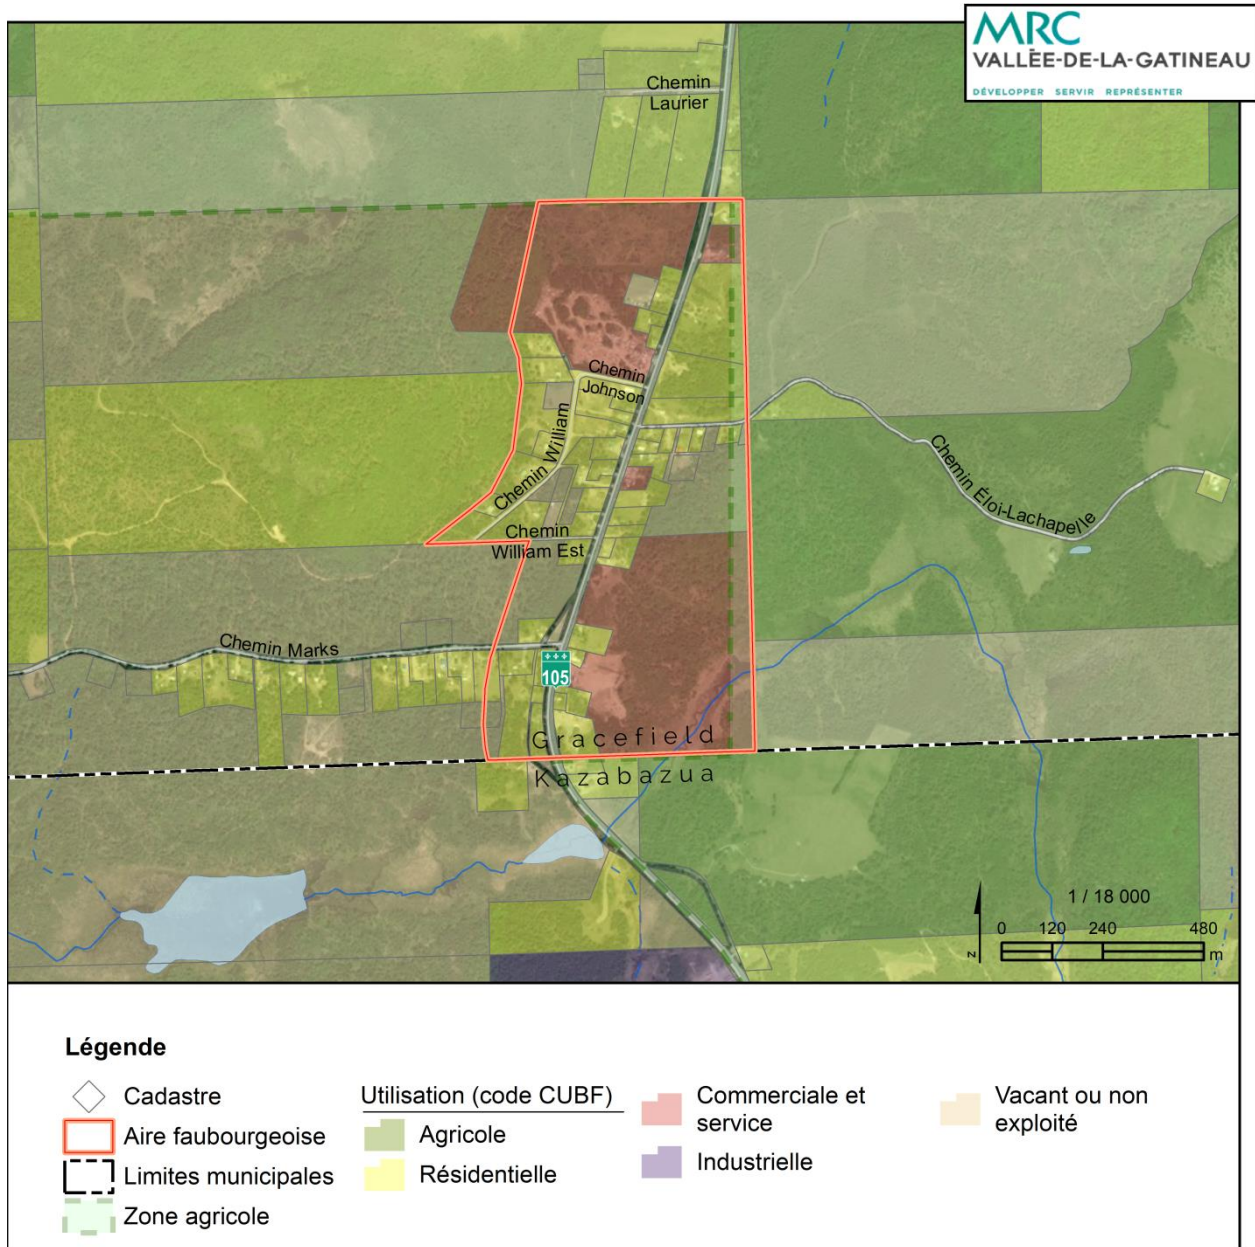 MRC
VALLÉE-DE-LA-GATINEAU
DÉVELOPPER SERVIR REPRÉSENTER
Chemin
Laurier
Chemin
Johnson
Chemin William
Chemin Éloi-Lachapelle
Chemin
William Est
Chemin Marks
105
Gracefield
Kazabazua
1 / 18 000
0 120 240 480
m
N
Légende
Cadastre
Aire faubourgeoise
Limites municipales
Zone agricole
Utilisation (code CUBF)
Agricole
Résidentielle
Commerciale et
service
Industrielle
Vacant ou non
exploité